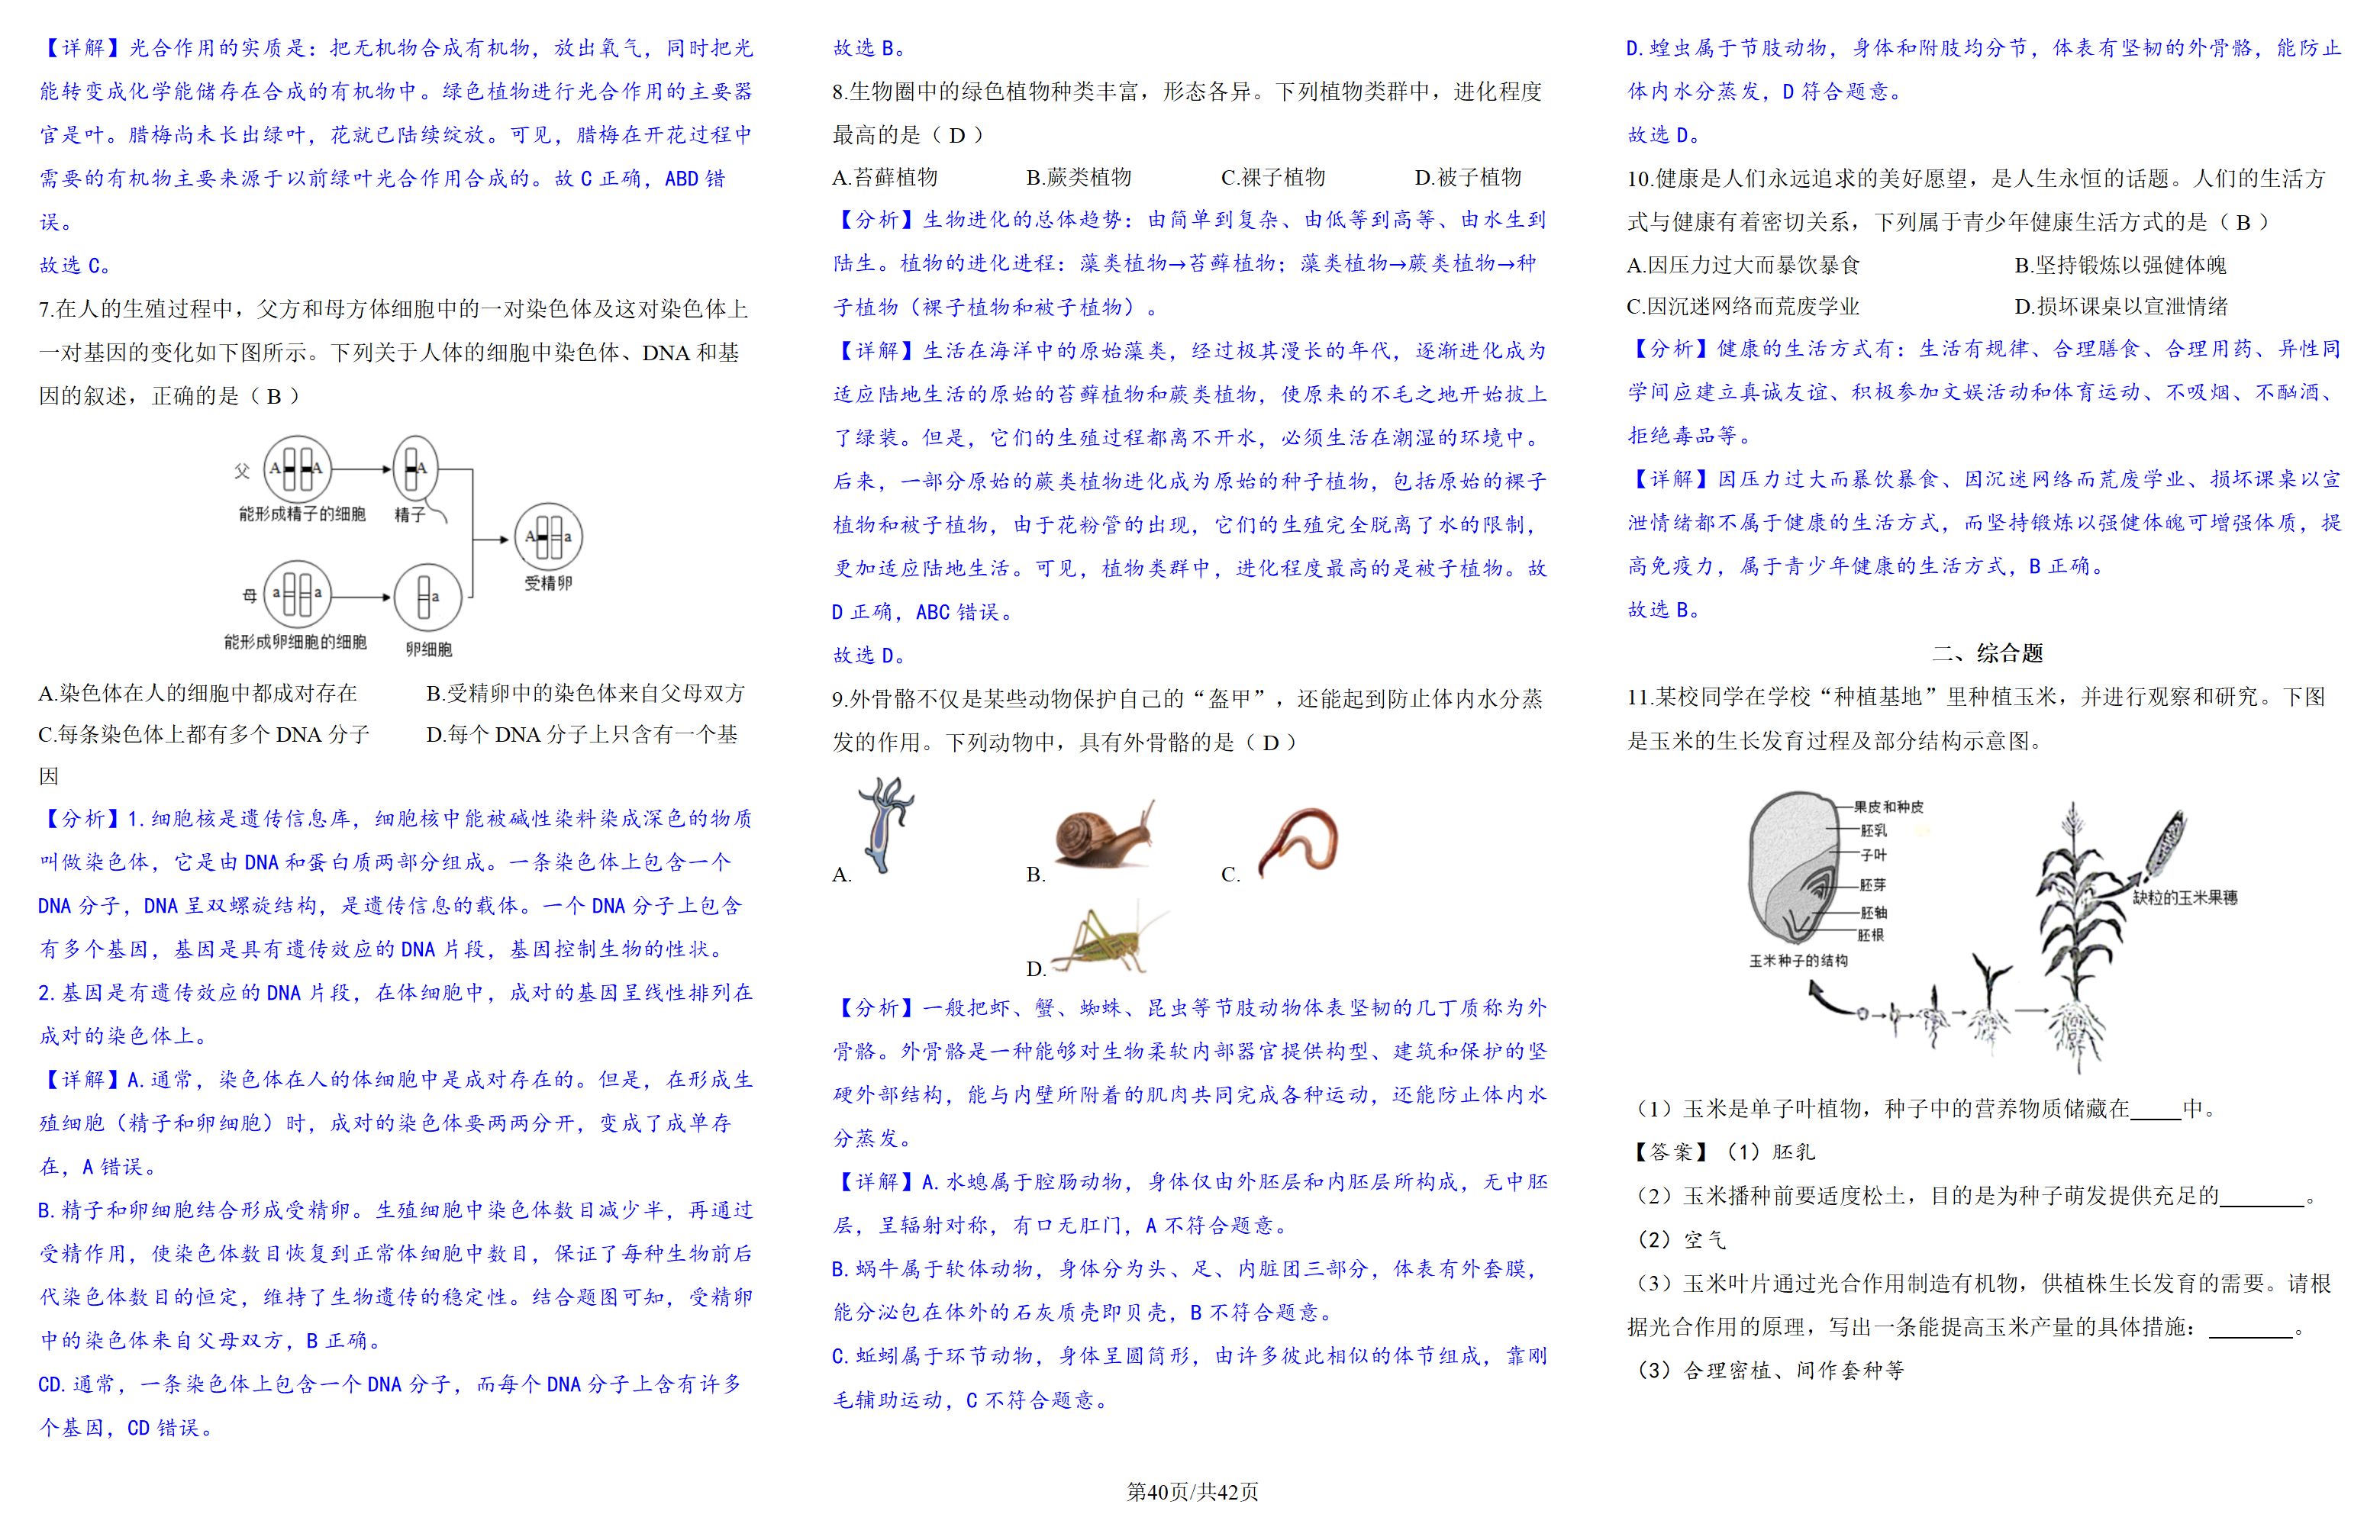 【详解】光合作用的实质是：把无机物合成有机物，放出氧气，同时把光
能转变成化学能储存在合成的有机物中。绿色植物进行光合作用的主要器
官是叶。腊梅尚未长出绿叶，花就已陆续绽放。可见，腊梅在开花过程中
需要的有机物主要来源于以前绿叶光合作用合成的。故 C 正确，ABD 错
误。
故选 C。
7.在人的生殖过程中，父方和母方体细胞中的一对染色体及这对染色体上
一对基因的变化如下图所示。下列关于人体的细胞中染色体、DNA 和基
因的叙述，正确的是（ B ）
父 A A A
能形成精子的细胞 精子
A a
受精卵
母 a a a
能形成卵细胞的细胞 卵细胞
A.染色体在人的细胞中都成对存在 B.受精卵中的染色体来自父母双方
C.每条染色体上都有多个 DNA 分子 D.每个 DNA 分子上只含有一个基
因
【分析】1.细胞核是遗传信息库，细胞核中能被碱性染料染成深色的物质
叫做染色体，它是由 DNA 和蛋白质两部分组成。一条染色体上包含一个
DNA 分子，DNA 呈双螺旋结构，是遗传信息的载体。一个 DNA 分子上包含
有多个基因，基因是具有遗传效应的 DNA 片段，基因控制生物的性状。
2.基因是有遗传效应的 DNA 片段，在体细胞中，成对的基因呈线性排列在
成对的染色体上。
【详解】A.通常，染色体在人的体细胞中是成对存在的。但是，在形成生
殖细胞（精子和卵细胞）时，成对的染色体要两两分开，变成了成单存
在，A 错误。
B.精子和卵细胞结合形成受精卵。生殖细胞中染色体数目减少半，再通过
受精作用，使染色体数目恢复到正常体细胞中数目，保证了每种生物前后
代染色体数目的恒定，维持了生物遗传的稳定性。结合题图可知，受精卵
中的染色体来自父母双方，B 正确。
CD.通常，一条染色体上包含一个 DNA 分子，而每个 DNA 分子上含有许多
个基因，CD 错误。
故选 B。
8.生物圈中的绿色植物种类丰富，形态各异。下列植物类群中，进化程度
最高的是（ D ）
A.苔藓植物 B.蕨类植物 C.裸子植物 D.被子植物
【分析】生物进化的总体趋势：由简单到复杂、由低等到高等、由水生到
陆生。植物的进化进程：藻类植物→苔藓植物；藻类植物→蕨类植物→种
子植物（裸子植物和被子植物）。
【详解】生活在海洋中的原始藻类，经过极其漫长的年代，逐渐进化成为
适应陆地生活的原始的苔藓植物和蕨类植物，使原来的不毛之地开始披上
了绿装。但是，它们的生殖过程都离不开水，必须生活在潮湿的环境中。
后来，一部分原始的蕨类植物进化成为原始的种子植物，包括原始的裸子
植物和被子植物，由于花粉管的出现，它们的生殖完全脱离了水的限制，
更加适应陆地生活。可见，植物类群中，进化程度最高的是被子植物。故
D 正确，ABC 错误。
故选 D。
9.外骨骼不仅是某些动物保护自己的“盔甲”，还能起到防止体内水分蒸
发的作用。下列动物中，具有外骨骼的是（ D ）
A. B. C.
D.
【分析】一般把虾、蟹、蜘蛛、昆虫等节肢动物体表坚韧的几丁质称为外
骨骼。外骨骼是一种能够对生物柔软内部器官提供构型、建筑和保护的坚
硬外部结构，能与内壁所附着的肌肉共同完成各种运动，还能防止体内水
分蒸发。
【详解】A.水螅属于腔肠动物，身体仅由外胚层和内胚层所构成，无中胚
层，呈辐射对称，有口无肛门，A 不符合题意。
B.蜗牛属于软体动物，身体分为头、足、内脏团三部分，体表有外套膜，
能分泌包在体外的石灰质壳即贝壳，B 不符合题意。
C.蚯蚓属于环节动物，身体呈圆筒形，由许多彼此相似的体节组成，靠刚
毛辅助运动，C 不符合题意。
D.蝗虫属于节肢动物，身体和附肢均分节，体表有坚韧的外骨骼，能防止
体内水分蒸发，D 符合题意。
故选 D。
10.健康是人们永远追求的美好愿望，是人生永恒的话题。人们的生活方
式与健康有着密切关系，下列属于青少年健康生活方式的是（ B ）
A.因压力过大而暴饮暴食 B.坚持锻炼以强健体魄
C.因沉迷网络而荒废学业 D.损坏课桌以宣泄情绪
【分析】健康的生活方式有：生活有规律、合理膳食、合理用药、异性同
学间应建立真诚友谊、积极参加文娱活动和体育运动、不吸烟、不酗酒、
拒绝毒品等。
【详解】因压力过大而暴饮暴食、因沉迷网络而荒废学业、损坏课桌以宣
泄情绪都不属于健康的生活方式，而坚持锻炼以强健体魄可增强体质，提
高免疫力，属于青少年健康的生活方式，B 正确。
故选 B。
二、综合题
11.某校同学在学校“种植基地”里种植玉米，并进行观察和研究。下图
是玉米的生长发育过程及部分结构示意图。
果皮和种皮
胚乳
子叶
胚芽
胚轴
胚根
玉米种子的结构
缺粒的玉米果穗
（1）玉米是单子叶植物，种子中的营养物质储藏在____中。
【答案】（1）胚乳
（2）玉米播种前要适度松土，目的是为种子萌发提供充足的_______。
（2）空气
（3）玉米叶片通过光合作用制造有机物，供植株生长发育的需要。请根
据光合作用的原理，写出一条能提高玉米产量的具体措施：_______。
（3）合理密植、间作套种等
第40页/共42页